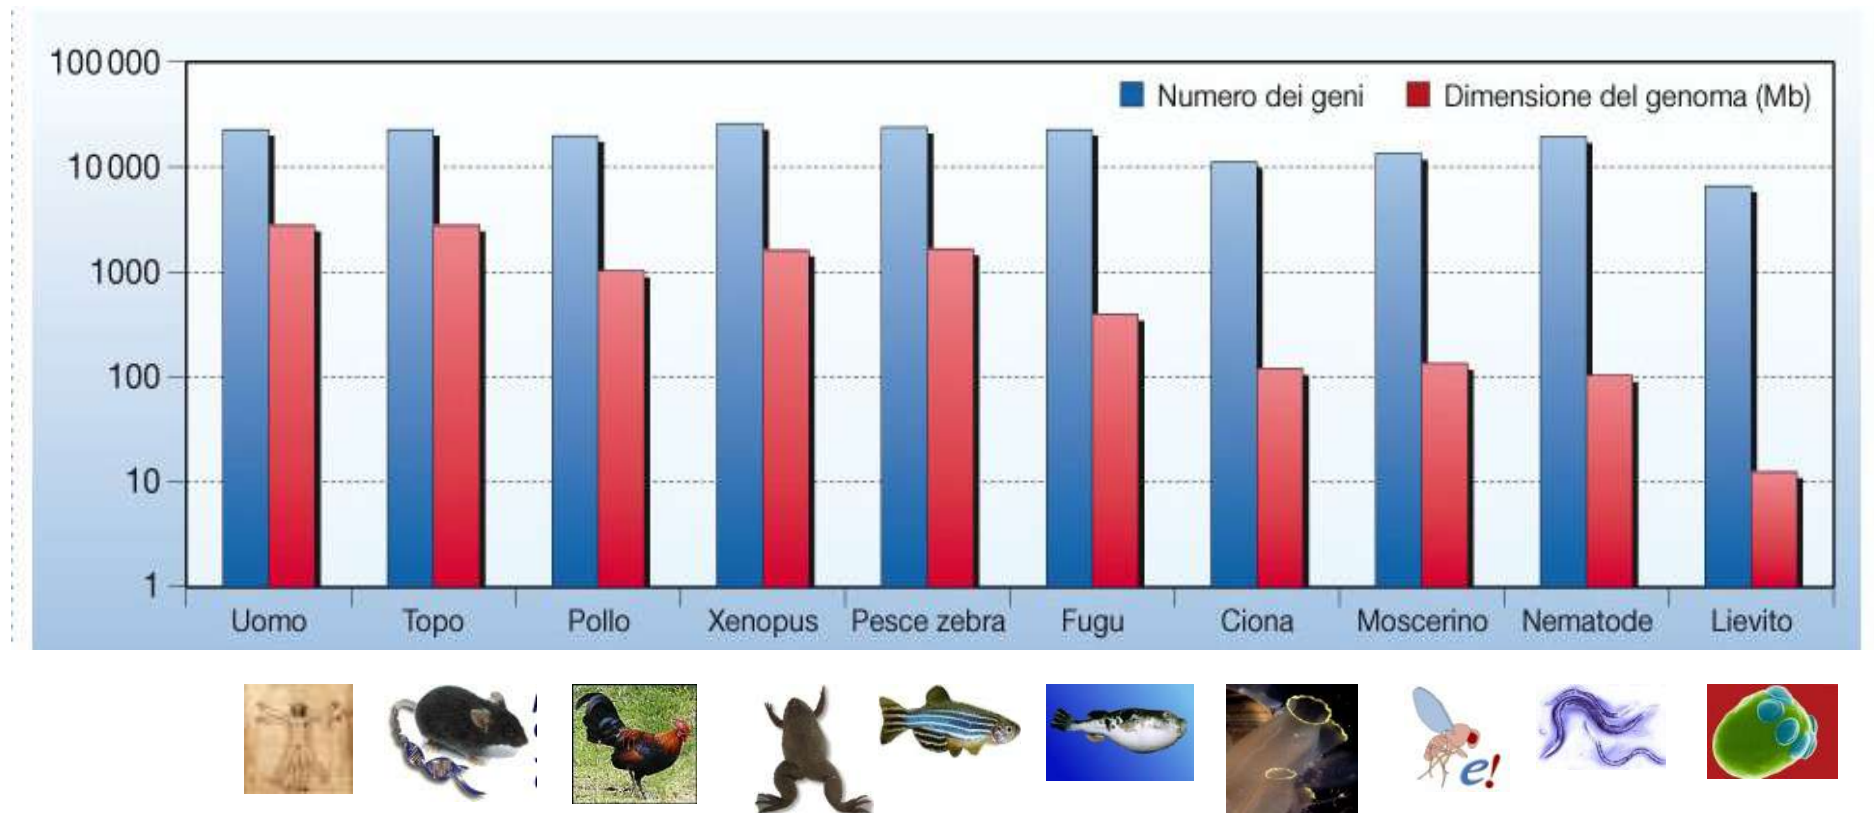 100 000
10 000
1000
100
10
1
Numero dei geni
Dimensione del genoma (Mb)
Uomo
Topo
Pollo
Xenopus
Pesce zebra
Fugu
Ciona
Moscerino
Nematode
Lievito
e!